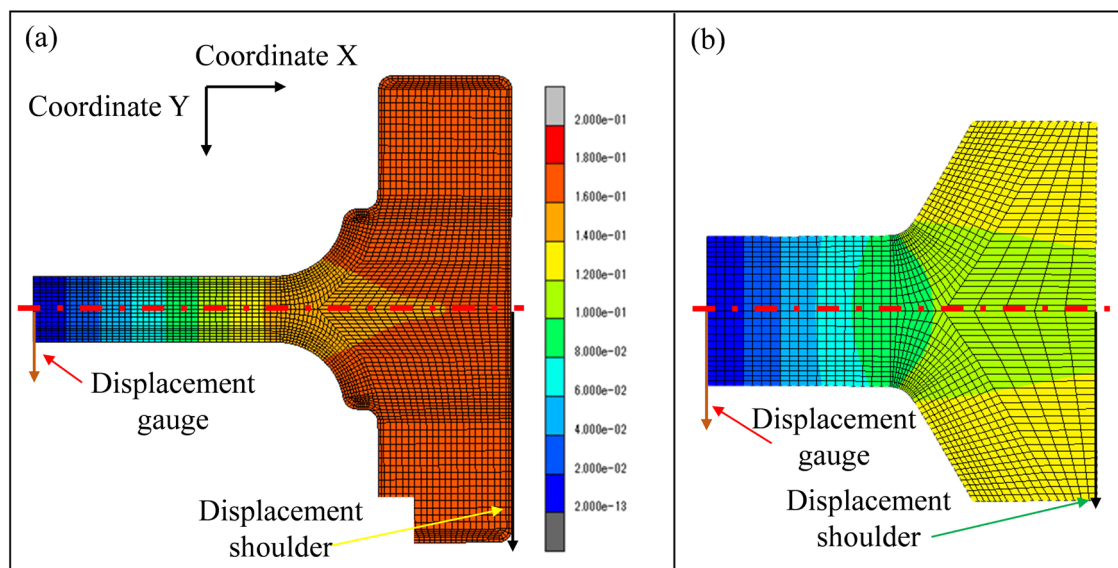 (a)
Coordinate X
Coordinate Y
Displacement
gauge
Displacement
shoulder
2.000e-01
1.800e-01
1.600e-01
1.400e-01
1.200e-01
1.000e-01
8.000e-02
6.000e-02
4.000e-02
2.000e-02
2.000e-13
(b)
Displacement
gauge
Displacement
shoulder